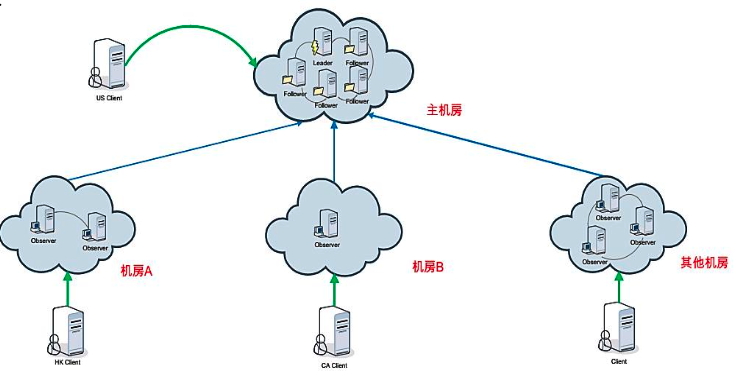 US Client
Leader
Follower
Follower
Follower
Follower
主机房
Observer
Observer
机房A
Observer
机房B
Observer
Observer
Observer
其他机房
HK Client
CA Client
Client